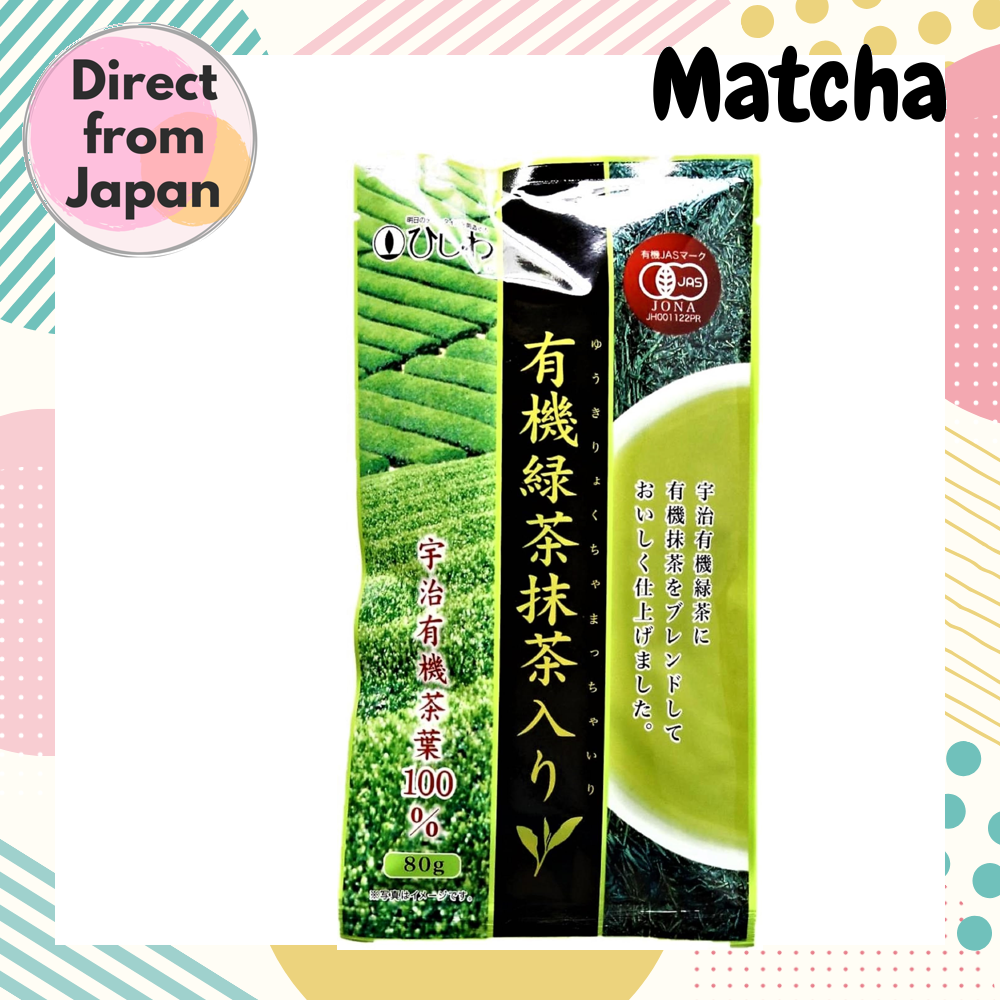 Direct
from
Japan
Matcha
ひしわ
有機JASマーク
JAS
JONA
JH001122PR
有機緑茶抹茶入り
ゆうきりょくちゃまっちゃいり
宇治有機緑茶に
有機抹茶をブレンドして
おいしく仕上げました。
宇治有機茶葉100%
80g
※写真はイメージです。